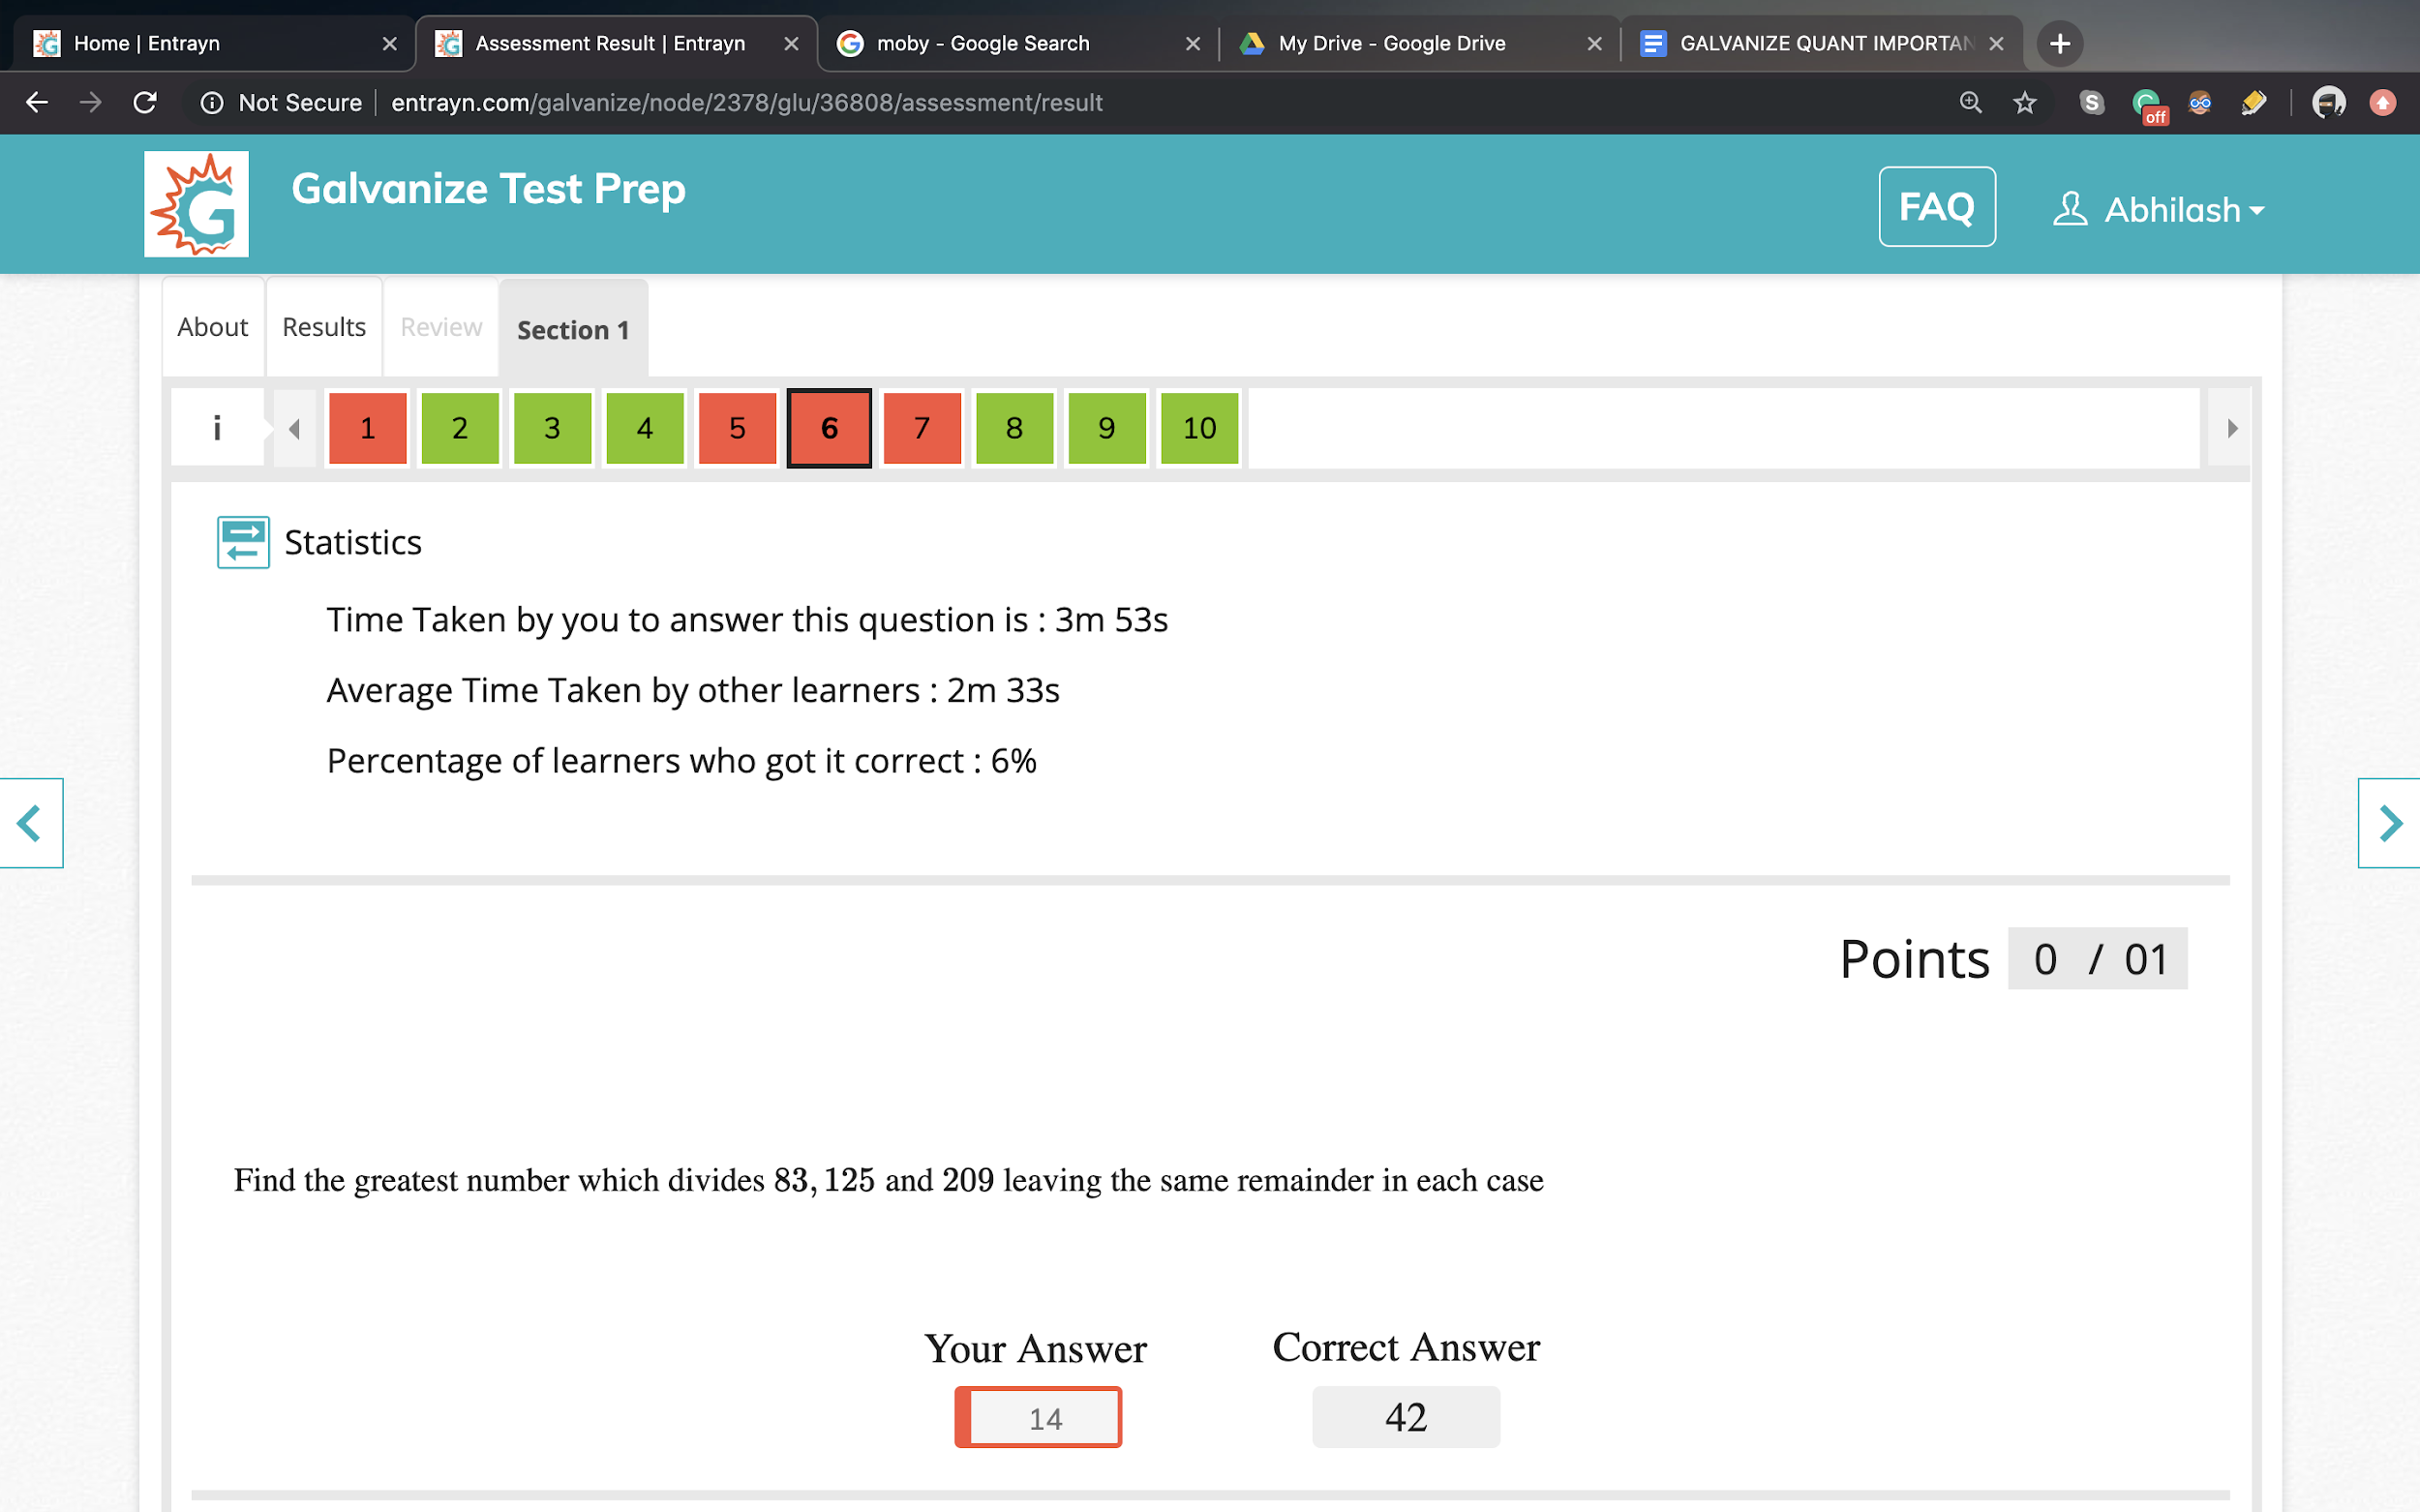 Home | Entrayn
Assessment Result | Entrayn
moby - Google Search
My Drive - Google Drive
GALVANIZE QUANT IMPORTAN
Not Secure
entrayn.com/galvanize/node/2378/glu/36808/assessment/result
off
G
Galvanize Test Prep
FAQ
Abhilash
About
Results
Review
Section 1
i
1
2
3
4
5
6
7
8
9
10
Statistics
Time Taken by you to answer this question is : 3m 53s
Average Time Taken by other learners : 2m 33s
Percentage of learners who got it correct : 6%
Points 0 / 01
Find the greatest number which divides 83, 125 and 209 leaving the same remainder in each case
Your Answer
Correct Answer
14
42